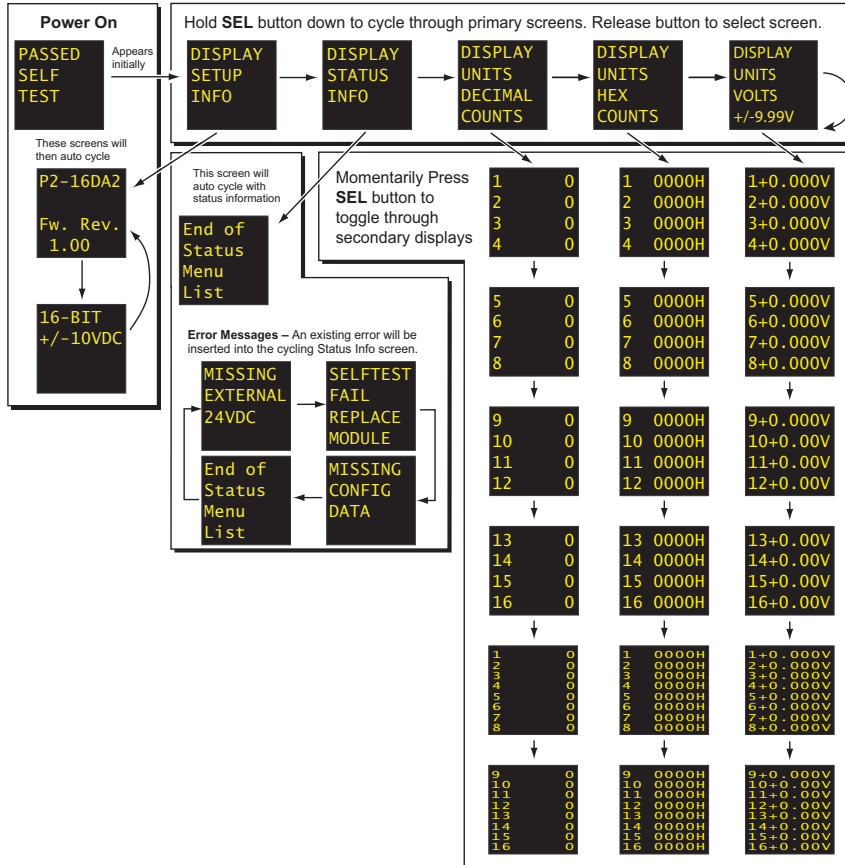 Power On
PASSED
SELF
TEST
Appears
initially
These screens will
then auto cycle
P2-16DA2
Fw. Rev.
1.00
16-BIT
+/-10VDC
Hold SEL button down to cycle through primary screens. Release button to select screen.
DISPLAY
SETUP
INFO
DISPLAY
STATUS
INFO
DISPLAY
UNITS
DECIMAL
COUNTS
DISPLAY
UNITS
HEX
COUNTS
DISPLAY
UNITS
VOLTS
+/-9.99V
This screen will
auto cycle with
status information
End of
Status
Menu
List
Error Messages – An existing error will be
inserted into the cycling Status Info screen.
MISSING
EXTERNAL
24VDC
SELFTEST
FAIL
REPLACE
MODULE
End of
Status
Menu
List
MISSING
CONFIG
DATA
Momentarily Press
SEL button to
toggle through
secondary displays
1 0
2 0
3 0
4 0
1 0000H
2 0000H
3 0000H
4 0000H
1+0.000V
2+0.000V
3+0.000V
4+0.000V
5 0
6 0
7 0
8 0
5 0000H
6 0000H
7 0000H
8 0000H
5+0.000V
6+0.000V
7+0.000V
8+0.000V
9 0
10 0
11 0
12 0
9 0000H
10 0000H
11 0000H
12 0000H
9+0.000V
10+0.00V
11+0.00V
12+0.00V
13 0
14 0
15 0
16 0
13 0000H
14 0000H
15 0000H
16 0000H
13+0.00V
14+0.00V
15+0.00V
16+0.00V
1 0
2 0
3 0
4 0
5 0
6 0
7 0
8 0
1 0000H
2 0000H
3 0000H
4 0000H
5 0000H
6 0000H
7 0000H
8 0000H
1+0.000V
2+0.000V
3+0.000V
4+0.000V
5+0.000V
6+0.000V
7+0.000V
8+0.000V
9 0
10 0
11 0
12 0
13 0
14 0
15 0
16 0
9 0000H
10 0000H
11 0000H
12 0000H
13 0000H
14 0000H
15 0000H
16 0000H
9+0.000V
10+0.00V
11+0.00V
12+0.00V
13+0.00V
14+0.00V
15+0.00V
16+0.00V